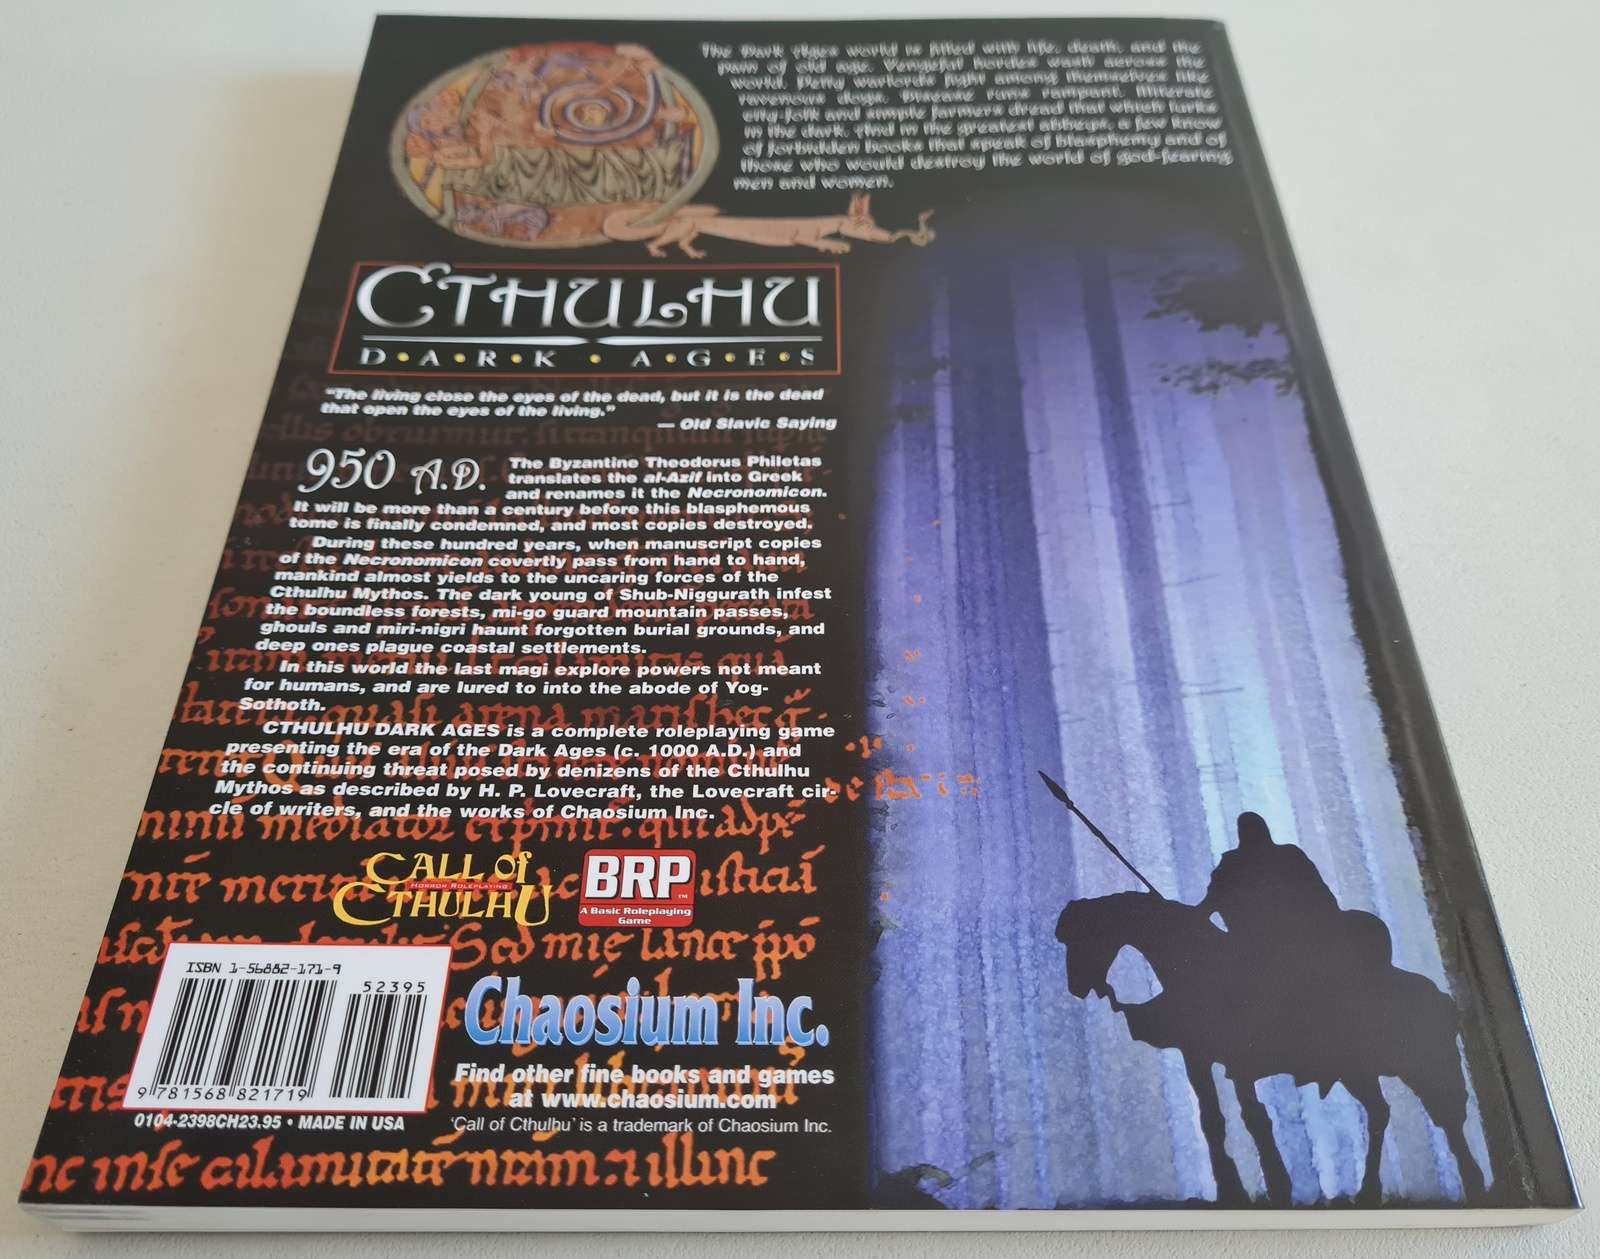 The Dark Ages world is filled with life, death, and the
pain of old age. Vengeful hordes wash across the
world. Petty warlords fight among themselves like
ravenous dogs. Disease runs rampant. Illiterate
city-folk and simple farmers dread that which lurks
in the dark. And in the greatest abbeys, a few know
of forbidden books that speak of blasphemy and of
those who would destroy the world of god-fearing
men and women.
CTHULHU
D•A•R•K • A•G•E•S
"The living close the eyes of the dead, but it is the dead
that open the eyes of the living."
— Old Slavic Saying
950 A.D. The Byzantine Theodorus Philetas
translates the al-Azif into Greek
and renames it the Necronomicon.
It will be more than a century before this blasphemous
tome is finally condemned, and most copies destroyed.
During these hundred years, when manuscript copies
of the Necronomicon covertly pass from hand to hand,
mankind almost yields to the uncaring forces of the
Cthulhu Mythos. The dark young of Shub-Niggurath infest
the boundless forests, mi-go guard mountain passes,
ghouls and miri-nigri haunt forgotten burial grounds, and
deep ones plague coastal settlements.
In this world the last magi explore powers not meant
for humans, and are lured to into the abode of Yog-
Sothoth.
CTHULHU DARK AGES is a complete roleplaying game
presenting the era of the Dark Ages (c. 1000 A.D.) and
the continuing threat posed by denizens of the Cthulhu
Mythos as described by H. P. Lovecraft, the Lovecraft cir-
cle of writers, and the works of Chaosium Inc.
CALL of
HORROR ROLEPLAYING
CTHULHU
BRP™
A Basic Roleplaying
Game
ISBN 1-56882-171-9
52395
9 781568 821719
0104-2398CH23.95 • MADE IN USA
Chaosium Inc.
Find other fine books and games
at www.chaosium.com
'Call of Cthulhu' is a trademark of Chaosium Inc.